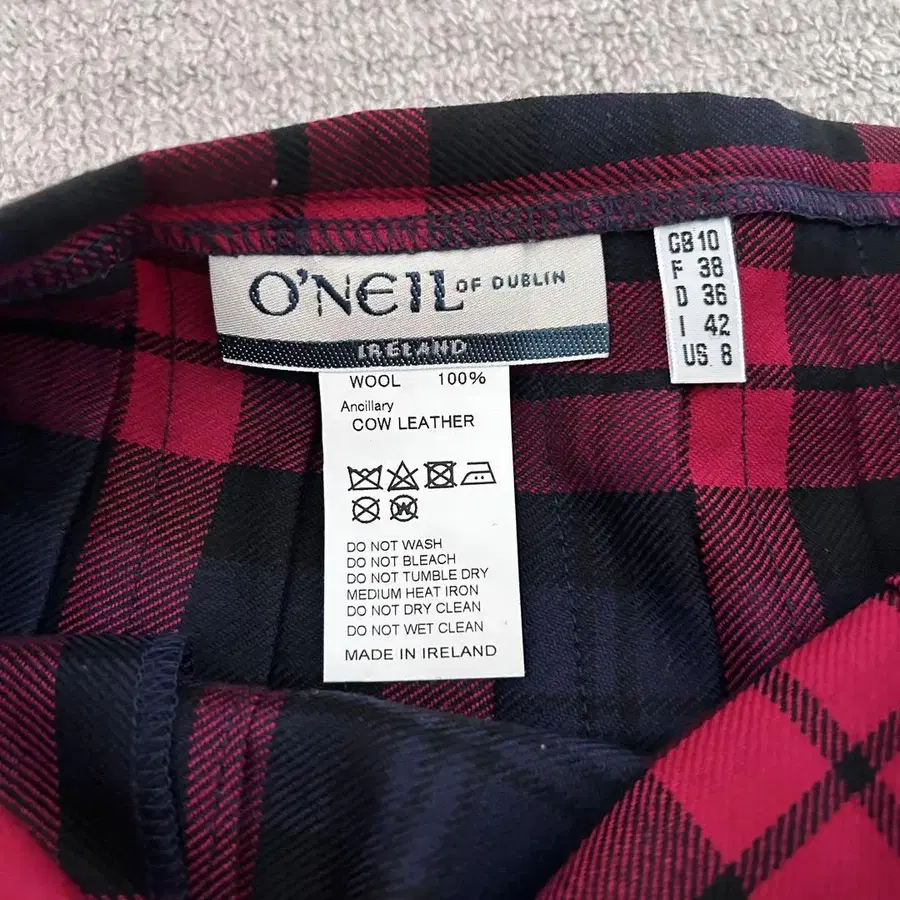 O'NEIL OF DUBLIN
IRELAND
GB 10
F 38
D 36
I 42
US 8
WOOL 100%
Ancillary
COW LEATHER
W
DO NOT WASH
DO NOT BLEACH
DO NOT TUMBLE DRY
MEDIUM HEAT IRON
DO NOT DRY CLEAN
DO NOT WET CLEAN
MADE IN IRELAND